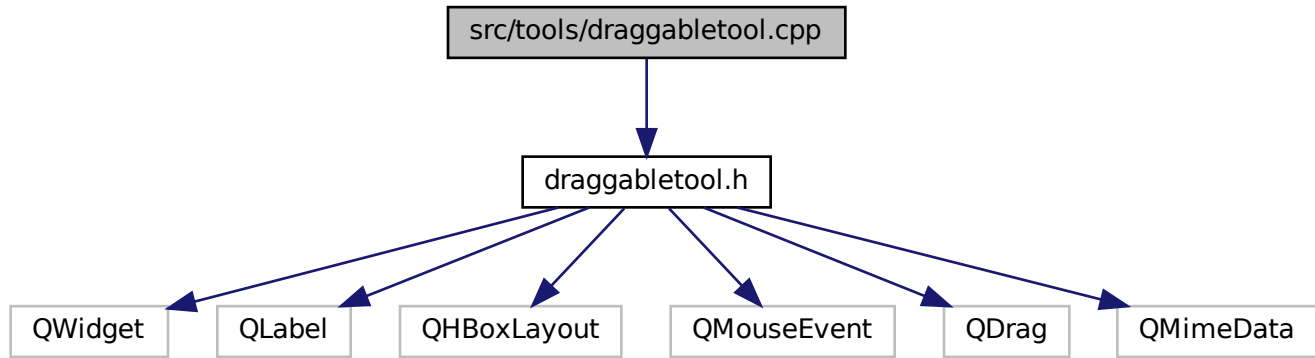 src/tools/draggabletool.cpp
draggabletool.h
QWidget
QLabel
QHBoxLayout
QMouseEvent
QDrag
QMimeData